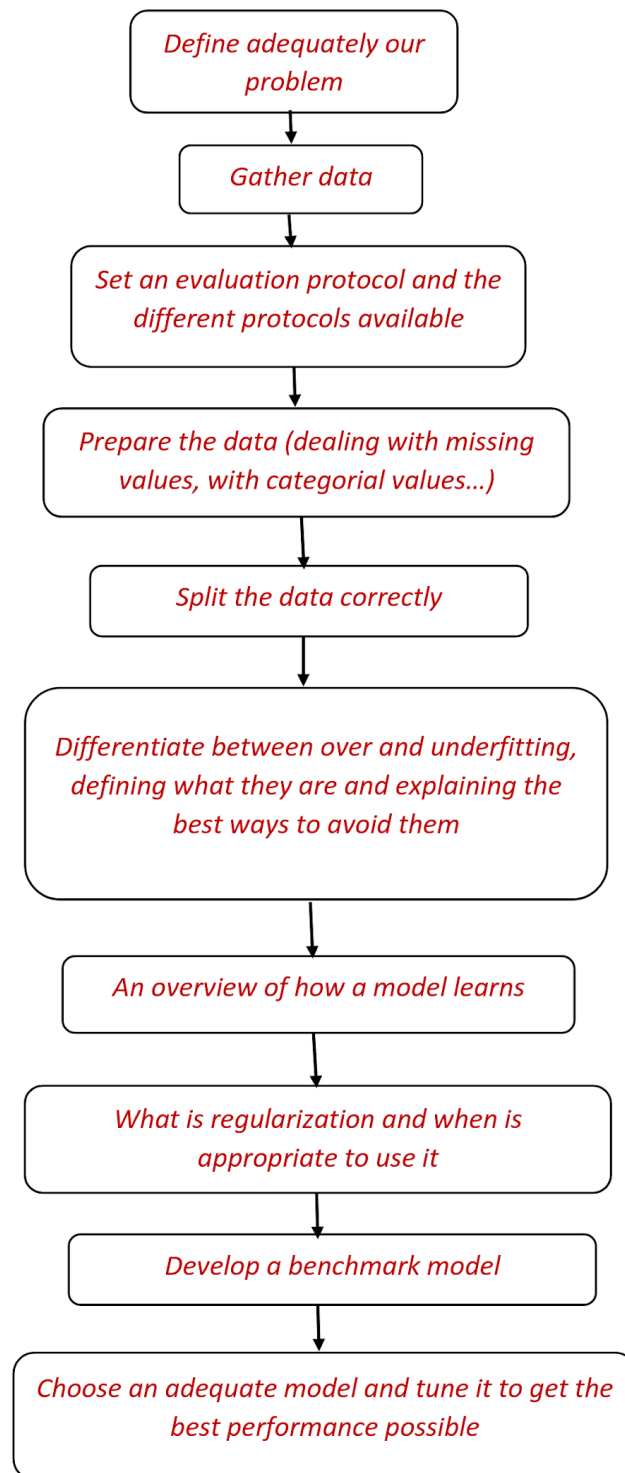 Define adequately our
problem
Gather data
Set an evaluation protocol and the
different protocols available
Prepare the data (dealing with missing
values, with categorial values...)
Split the data correctly
Differentiate between over and underfitting,
defining what they are and explaining the
best ways to avoid them
An overview of how a model learns
What is regularization and when is
appropriate to use it
Develop a benchmark model
Choose an adequate model and tune it to get the
best performance possible